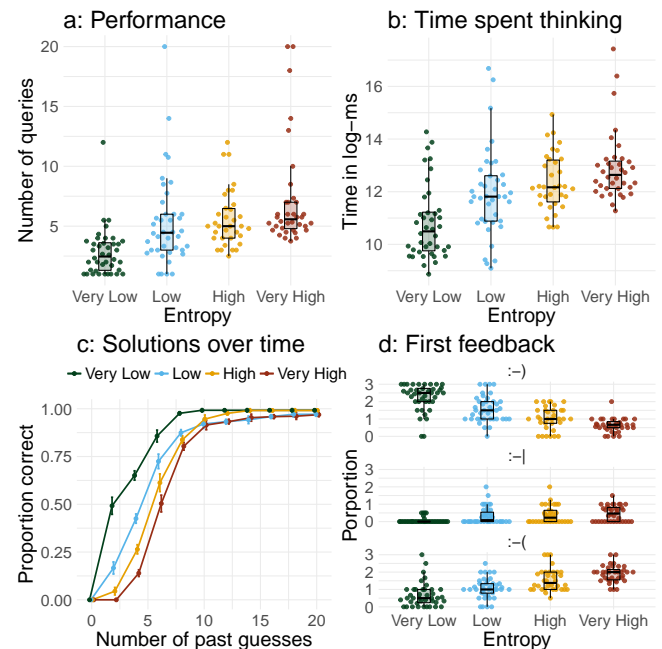 a: Performance
Number of queries
20
15
10
5
Very Low Low High Very High
Entropy
b: Time spent thinking
Time in log−ms
16
14
12
10
Very Low Low High Very High
Entropy
c: Solutions over time
Very Low Low High Very High
Proportion correct
1.00
0.75
0.50
0.25
0.00
0 5 10 15 20
Number of past guesses
d: First feedback
Porportion
:−)
3
2
1
0
:−|
3
2
1
0
:−(
3
2
1
0
Very Low Low High Very High
Entropy